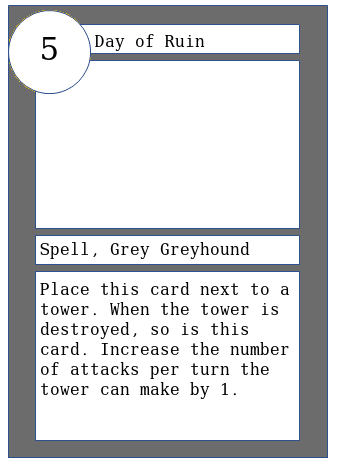 5
Day of Ruin
Spell, Grey Greyhound
Place this card next to a
tower. When the tower is
destroyed, so is this
card. Increase the number
of attacks per turn the
tower can make by 1.